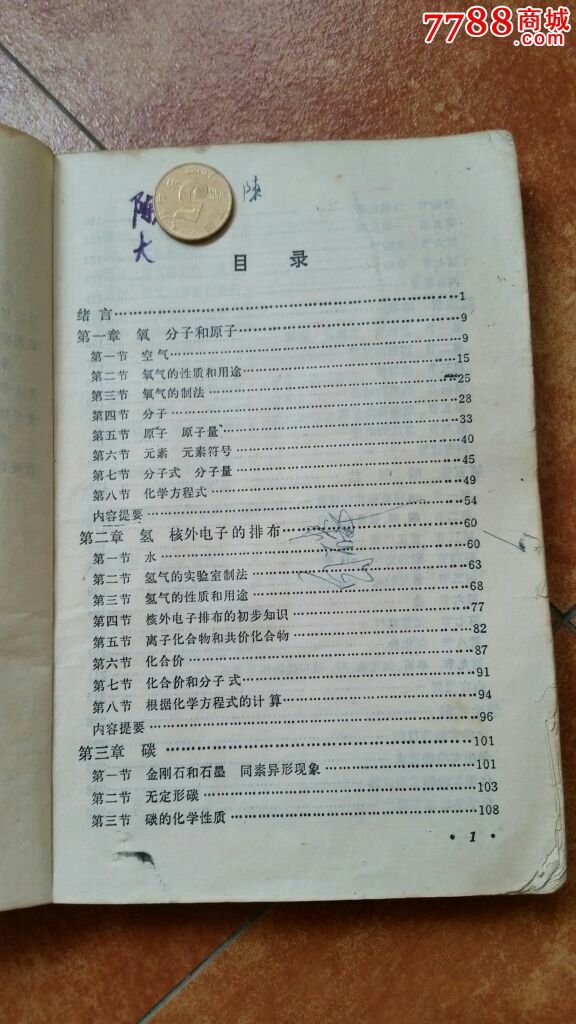 7788商城
.com
陳
陈
大
目 录
绪言……1
第一章 氧 分子和原子……9
第一节 空气……9
第二节 氧气的性质和用途……15
第三节 氧气的制法……25
第四节 分子……28
第五节 原子 原子量……33
第六节 元素 元素符号……40
第七节 分子式 分子量……45
第八节 化学方程式……49
内容提要……54
第二章 氢 核外电子的排布……60
第一节 水……60
第二节 氢气的实验室制法……63
第三节 氢气的性质和用途……68
第四节 核外电子排布的初步知识……77
第五节 离子化合物和共价化合物……82
第六节 化合价……87
第七节 化合价和分子式……91
第八节 根据化学方程式的计算……94
内容提要……96
第三章 碳……101
第一节 金刚石和石墨 同素异形现象……101
第二节 无定形碳……103
第三节 碳的化学性质……108
• 1 •